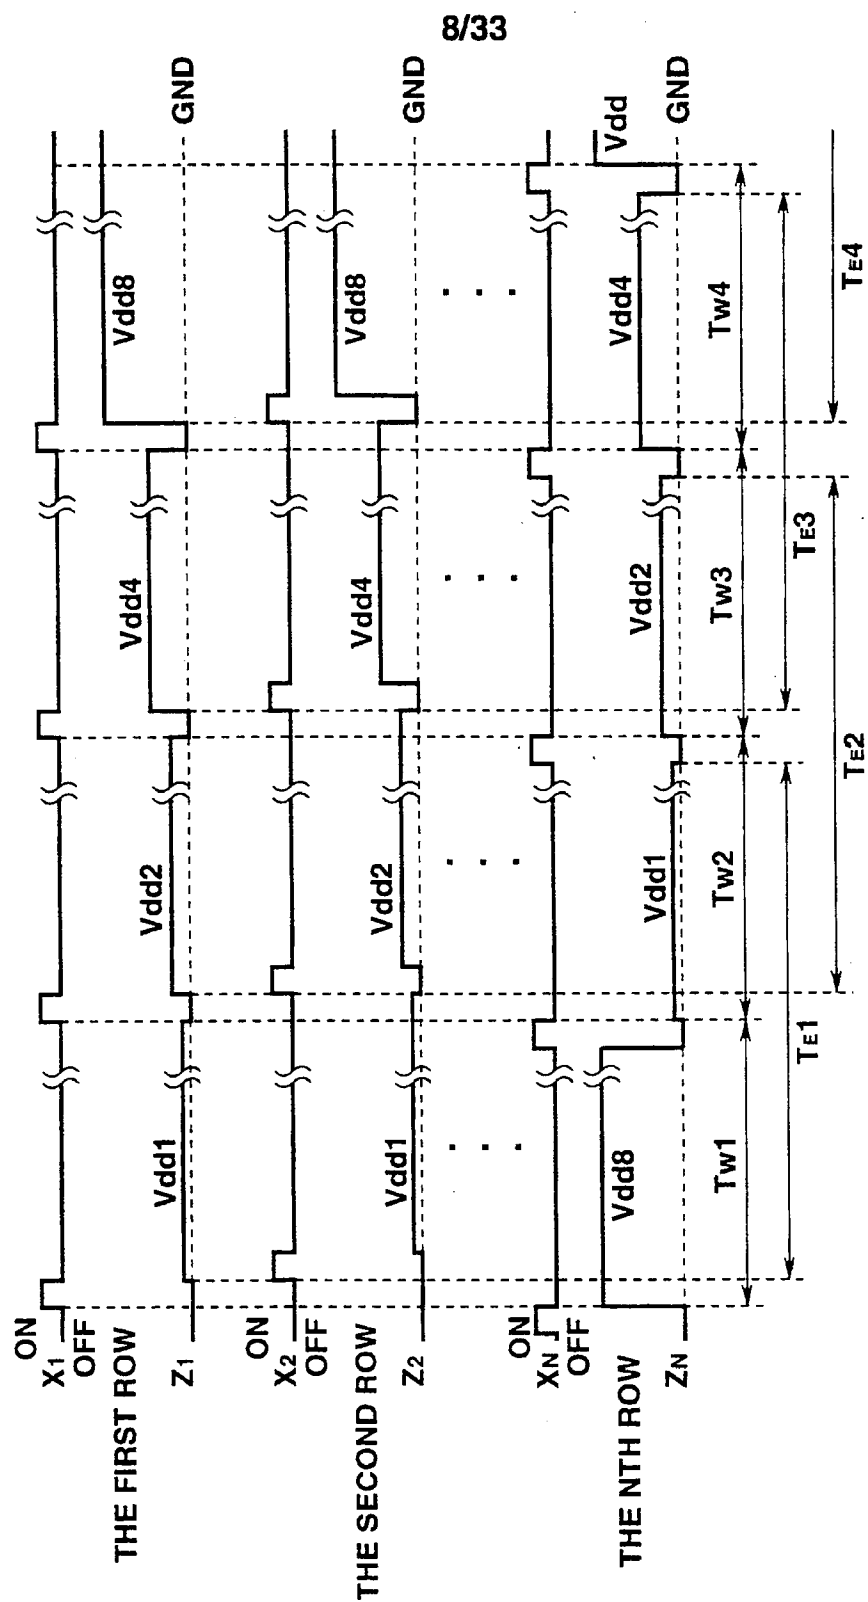 8/33
ON
X1
OFF
GND
THE FIRST ROW
Z1
Vdd1
Vdd2
Vdd4
Vdd8
ON
X2
OFF
GND
THE SECOND ROW
Z2
Vdd1
Vdd2
Vdd4
Vdd8
. . .
. . .
. . .
. . .
ON
XN
OFF
Vdd
GND
THE NTH ROW
ZN
Vdd8
Vdd1
Vdd2
Vdd4
TW1
TW2
TW3
TW4
TE1
TE3
TE2
TE4